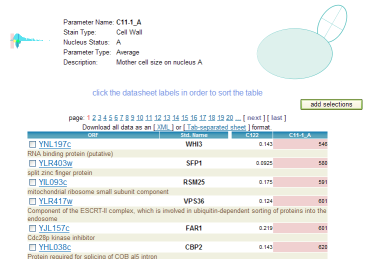 Parameter Name: C11-1_A
Stain Type: Cell Wall
Nucleus Status: A
Parameter Type: Average
Description: Mother cell size on nucleus A
click the datasheet labels in order to sort the table
add selections
page: 1 2 3 4 5 6 7 8 9 10 11 12 13 14 15 16 17 18 19 20 ... [ next ] [ last ]
Download all data as an [ XML ] or [ Tab-separated sheet ] format.
ORF Std. Name C122 C11-1_A
YNL197c WHI3 0.143 546
RNA binding protein (putative)
YLR403w SFP1 0.0925 589
split zinc finger protein
YIL093c RSM25 0.175 591
mitochondrial ribosome small subunit component
YLR417w VPS36 0.124 601
Component of the ESCRT-II complex, which is involved in ubiquitin-dependent sorting of proteins into the
endosome
YJL157c FAR1 0.219 601
Cdc28p kinase inhibitor
YHL038c CBP2 0.143 620
Protein required for splicing of COB aI5 intron